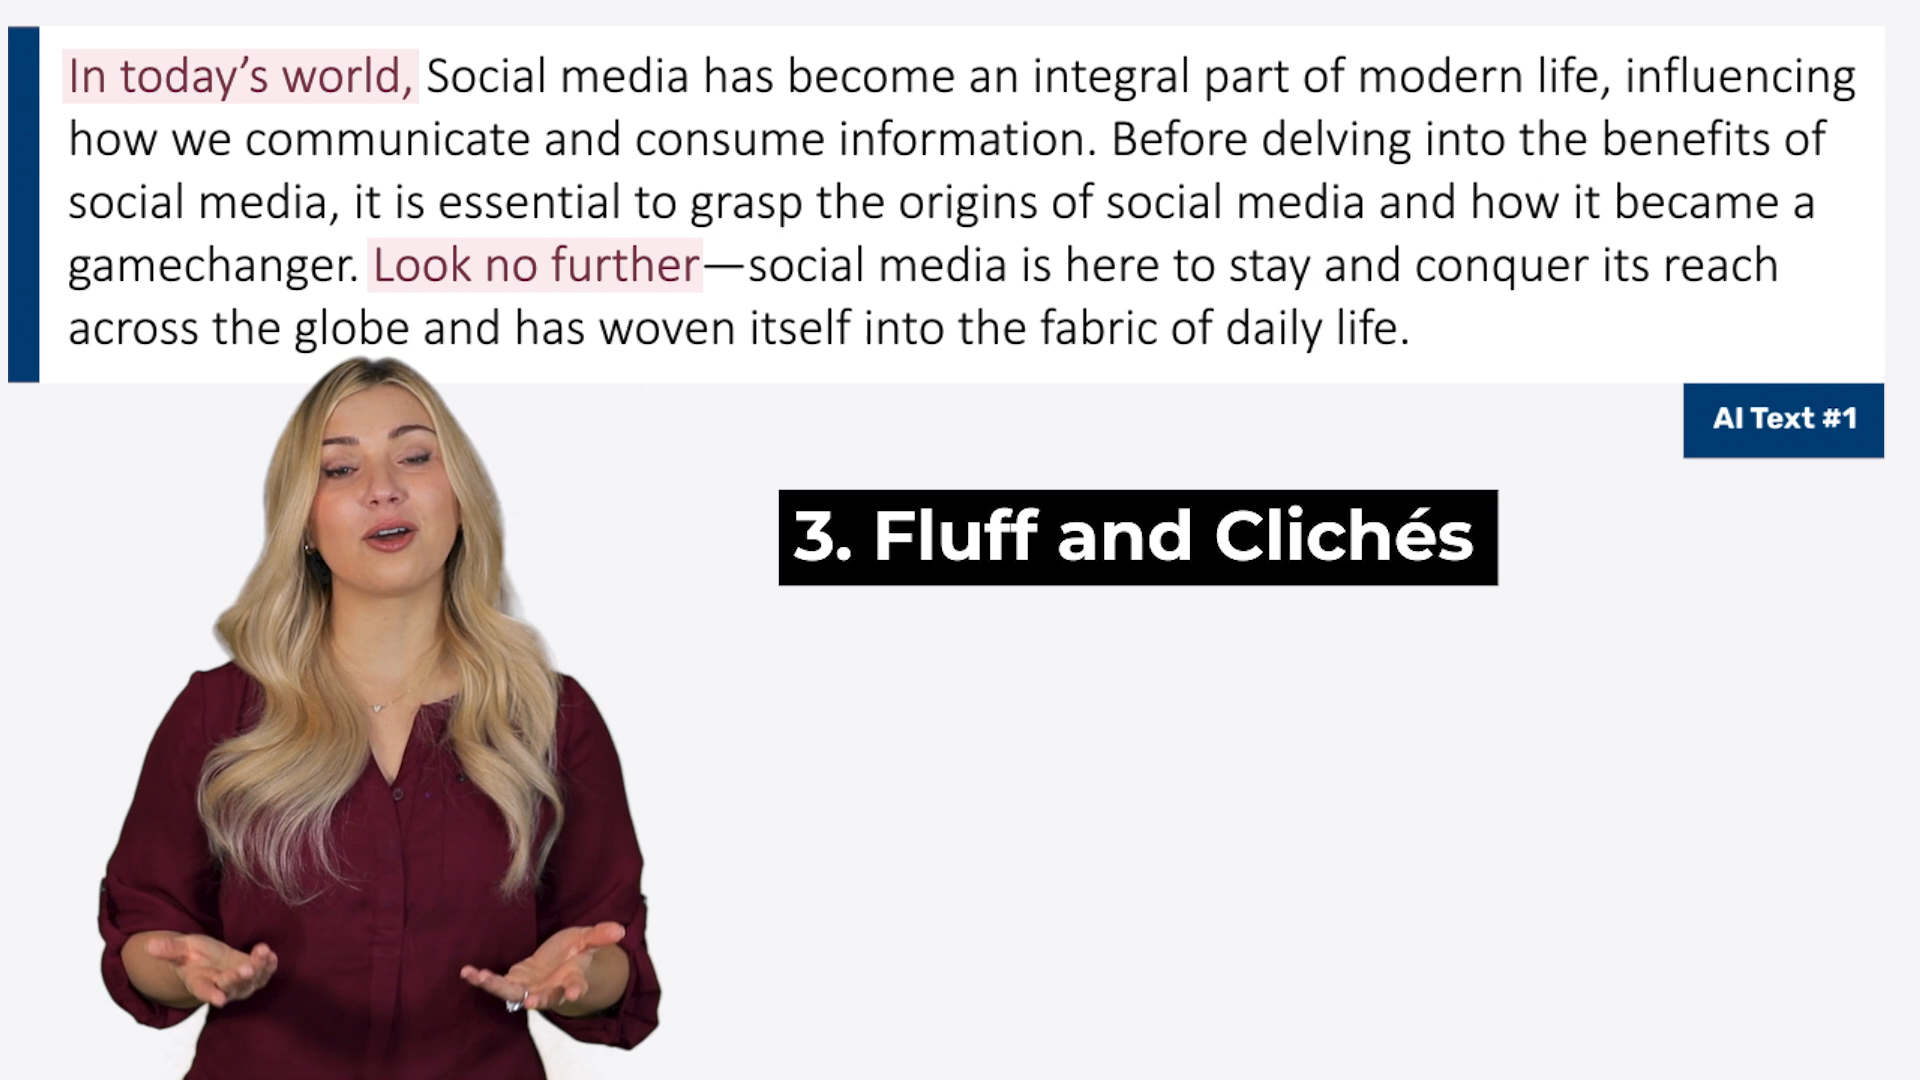 In today’s world, Social media has become an integral part of modern life, influencing
how we communicate and consume information. Before delving into the benefits of
social media, it is essential to grasp the origins of social media and how it became a
gamechanger. Look no further—social media is here to stay and conquer its reach
across the globe and has woven itself into the fabric of daily life.
AI Text #1
3. Fluff and Clichés